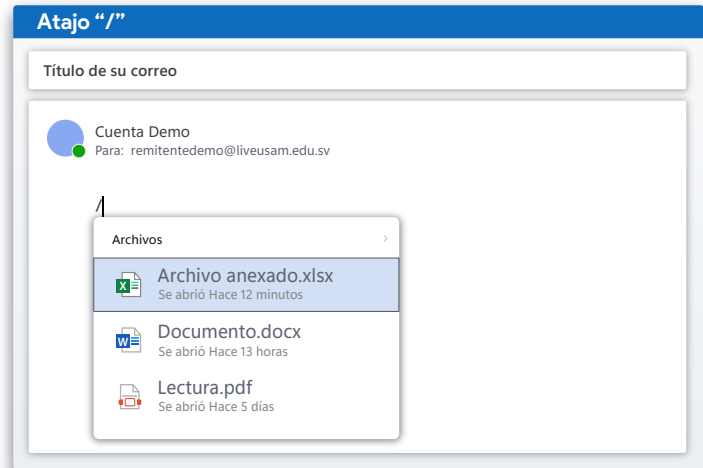 Atajo “/”
Título de su correo
Cuenta Demo
Para: remitentedemo@liveusam.edu.sv
/
Archivos
Archivo anexado.xlsx
Se abrió Hace 12 minutos
Documento.docx
Se abrió Hace 13 horas
Lectura.pdf
Se abrió Hace 5 días